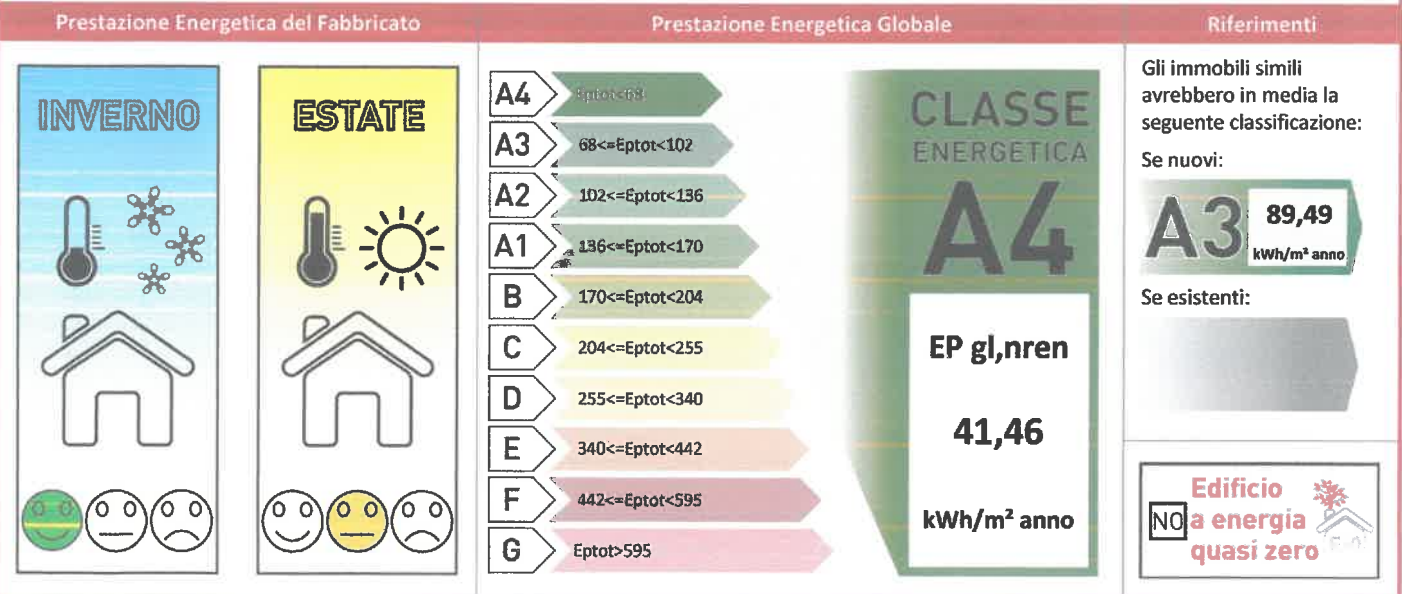 Prestazione Energetica del Fabbricato
Prestazione Energetica Globale
Riferimenti
INVERNO
ESTATE
A4 Eptot<68
A3 68<=Eptot<102
A2 102<=Eptot<136
A1 136<=Eptot<170
B 170<=Eptot<204
C 204<=Eptot<255
D 255<=Eptot<340
E 340<=Eptot<442
F 442<=Eptot<595
G Eptot>595
CLASSE
ENERGETICA
A4
EP gl,nren
41,46
kWh/m² anno
Gli immobili simili
avrebbero in media la
seguente classificazione:
Se nuovi:
A3 89,49
kWh/m² anno
Se esistenti:
Edificio
NO a energia
quasi zero